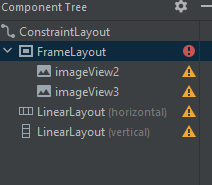 Component Tree
ConstraintLayout
FrameLayout
imageView2
imageView3
LinearLayout (horizontal)
LinearLayout (vertical)